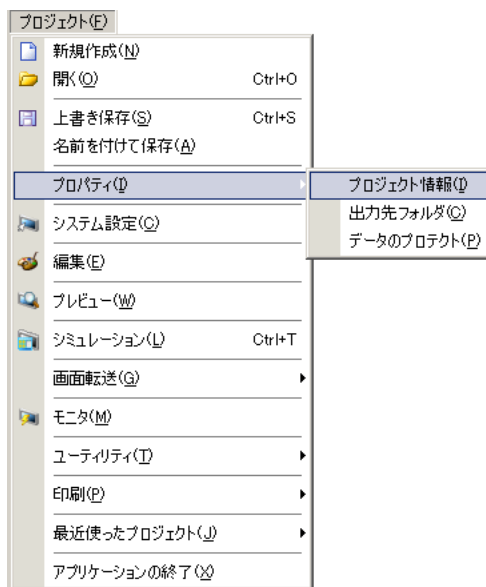 プロジェクト(F)
新規作成(N)
開く(O) Ctrl+O
上書き保存(S) Ctrl+S
名前を付けて保存(A)
プロパティ(I)
プロジェクト情報(I)
出力先フォルダ(C)
データのプロテクト(P)
システム設定(C)
編集(E)
プレビュー(W)
シミュレーション(L) Ctrl+T
画面転送(G)
モニタ(M)
ユーティリティ(T)
印刷(P)
最近使ったプロジェクト(J)
アプリケーションの終了(X)